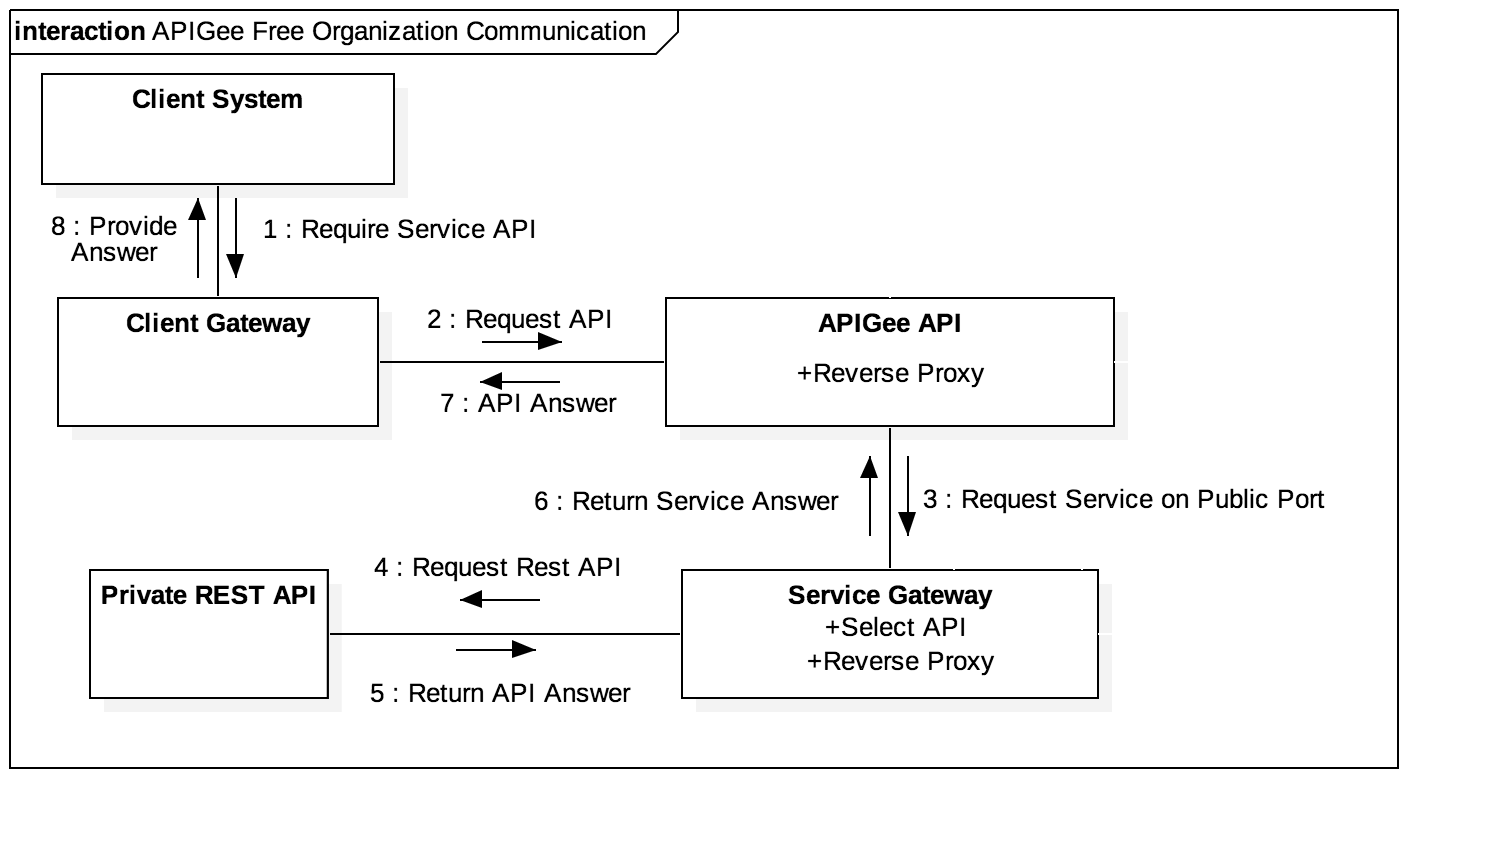 interaction APIGee Free Organization Communication
Client System
8 : Provide
Answer
1 : Require Service API
Client Gateway
2 : Request API
7 : API Answer
APIGee API
+Reverse Proxy
6 : Return Service Answer
3 : Request Service on Public Port
Private REST API
4 : Request Rest API
5 : Return API Answer
Service Gateway
+Select API
+Reverse Proxy